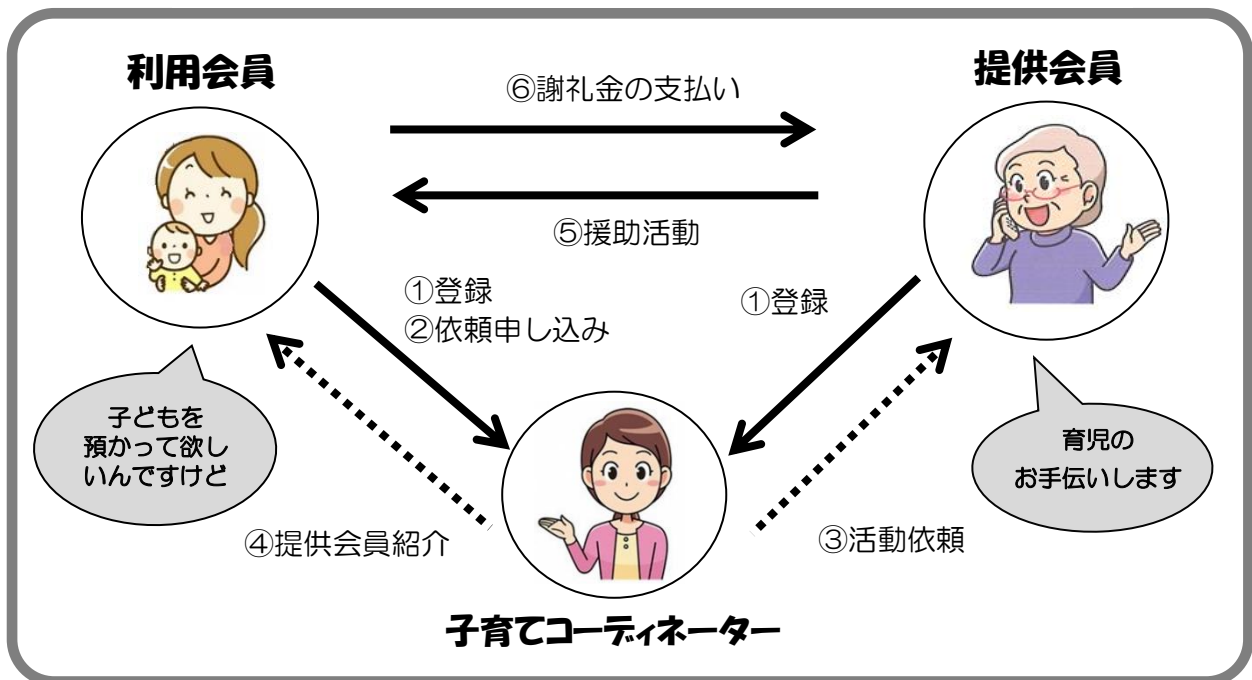 利用会員
提供会員
⑥謝礼金の支払い
⑤援助活動
①登録
②依頼申し込み
①登録
子どもを
預かって欲し
いんですけど
育児の
お手伝いします
④提供会員紹介
③活動依頼
子育てコーディネーター